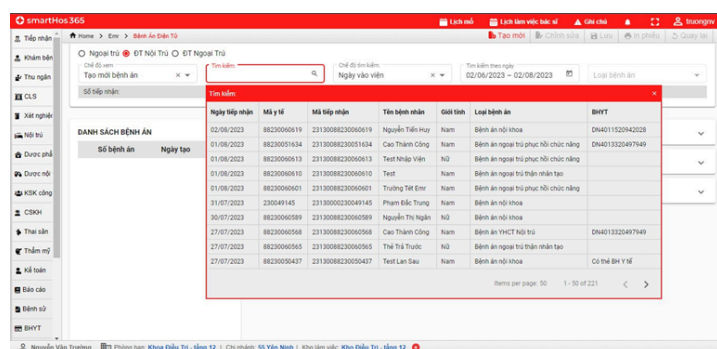 smartHos365
Lịch mổ
Lịch làm việc bác sĩ
Ghi chú
truongnv
Tiếp nhận
Home > Emr > Bệnh Án Điện Tử
Tạo mới
Chỉnh sửa
Lưu
In phiếu
Quay lại
Ngoại trú ĐT Nội Trú ĐT Ngoại Trú
Khám bện
Chế độ xem
Tạo mới bệnh án
Tìm kiếm
Chế độ tìm kiếm
Ngày vào viện
Tìm kiếm theo ngày
02/06/2023 – 02/08/2023
Loại bệnh án
Thu ngân
Số tiếp nhận:
CLS
Xét nghiệ
Nội trú
Dược phẩ
Dược nội
KSK công
CSKH
Thai sản
Thẩm mỹ
Kế toán
Báo cáo
Bệnh sử
BHYT
DANH SÁCH BỆNH ÁN
Số bệnh án Ngày tạo
Tìm kiếm:
Ngày tiếp nhận Mã y tế Mã tiếp nhận Tên bệnh nhân Giới tính Loại bệnh án BHYT
02/08/2023 88230060619 23130088230060619 Nguyễn Tiến Huy Nam Bệnh án nội khoa DN4011520942028
01/08/2023 88230051634 23130088230051634 Cao Thành Công Nam Bệnh án ngoại trú phục hồi chức năng DN4013320497949
01/08/2023 88230060613 23130088230060613 Test Nhập Viện Nữ Bệnh án ngoại trú phục hồi chức năng
01/08/2023 88230060610 23130088230060610 Test Nam Bệnh án ngoại trú thận nhân tạo
01/08/2023 88230060601 23130088230060601 Trường Tét Emr Nam Bệnh án ngoại trú phục hồi chức năng
31/07/2023 230049145 23130000230049145 Phạm Đắc Trung Nam Bệnh án nội khoa
30/07/2023 88230060589 23130088230060589 Nguyễn Thị Ngân Nữ Bệnh án nội khoa
27/07/2023 88230060568 23130088230060568 Cao Thành Công Nam Bệnh án YHCT Nội trú DN4013320497949
27/07/2023 88230060565 23130088230060565 Thẻ Trả Trước Nữ Bệnh án ngoại trú thận nhân tạo
27/07/2023 88230050437 23130088230050437 Test Lan Sau Nam Bệnh án nội khoa Có thẻ BH Y tế
Items per page: 50 1 - 50 of 221
Nguyễn Văn Trường Phòng ban: Khoa Điều Trị - tầng 12 | Chi nhánh: 55 Yên Ninh | Kho làm việc: Kho Điều Trị - tầng 12